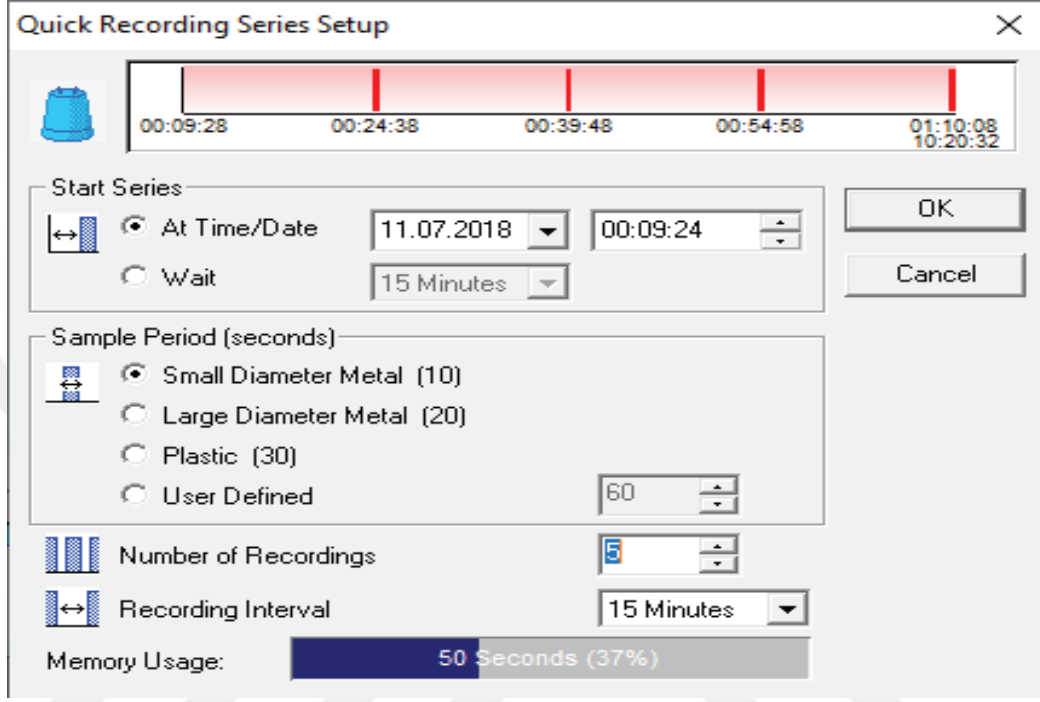 Quick Recording Series Setup
00:09:28 00:24:38 00:39:48 00:54:58 01:10:08
10:20:32
Start Series
At Time/Date 11.07.2018 00:09:24
OK
Wait 15 Minutes
Cancel
Sample Period (seconds)
Small Diameter Metal (10)
Large Diameter Metal (20)
Plastic (30)
User Defined 60
Number of Recordings 5
Recording Interval 15 Minutes
Memory Usage: 50 Seconds (37%)